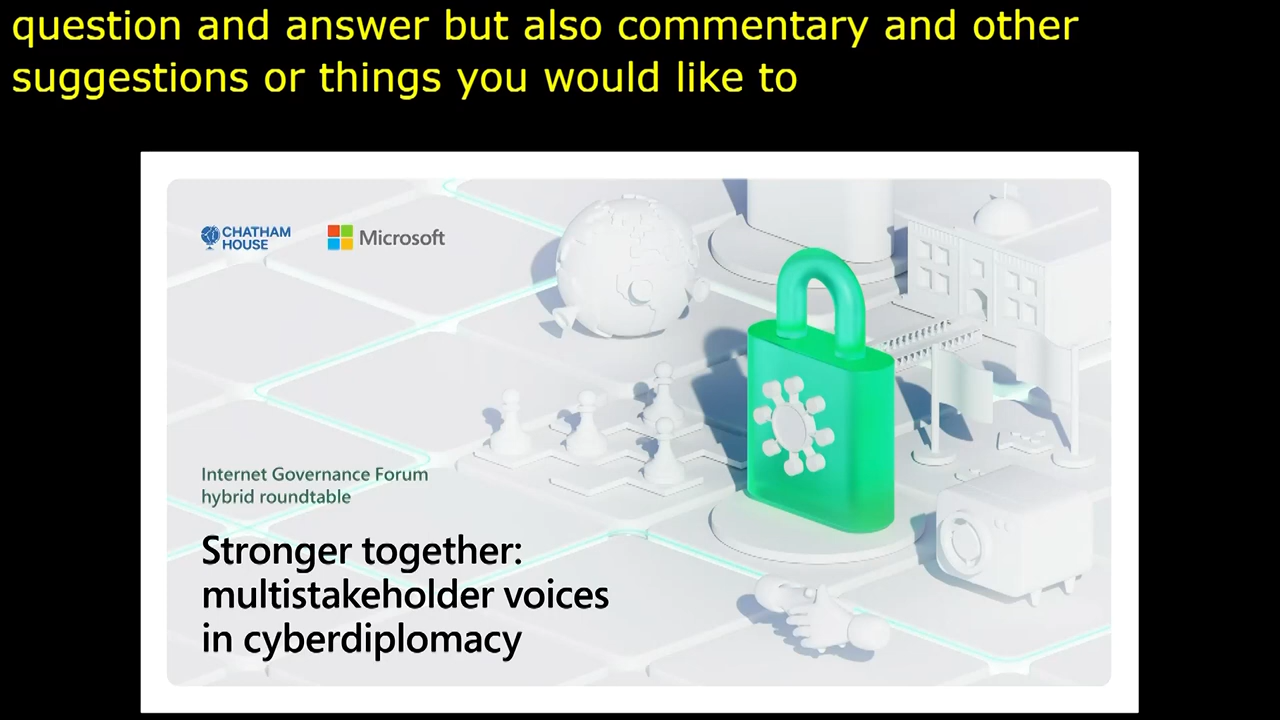 question and answer but also commentary and other
suggestions or things you would like to
CHATHAM
HOUSE
Microsoft
Internet Governance Forum
hybrid roundtable
Stronger together:
multistakeholder voices
in cyberdiplomacy